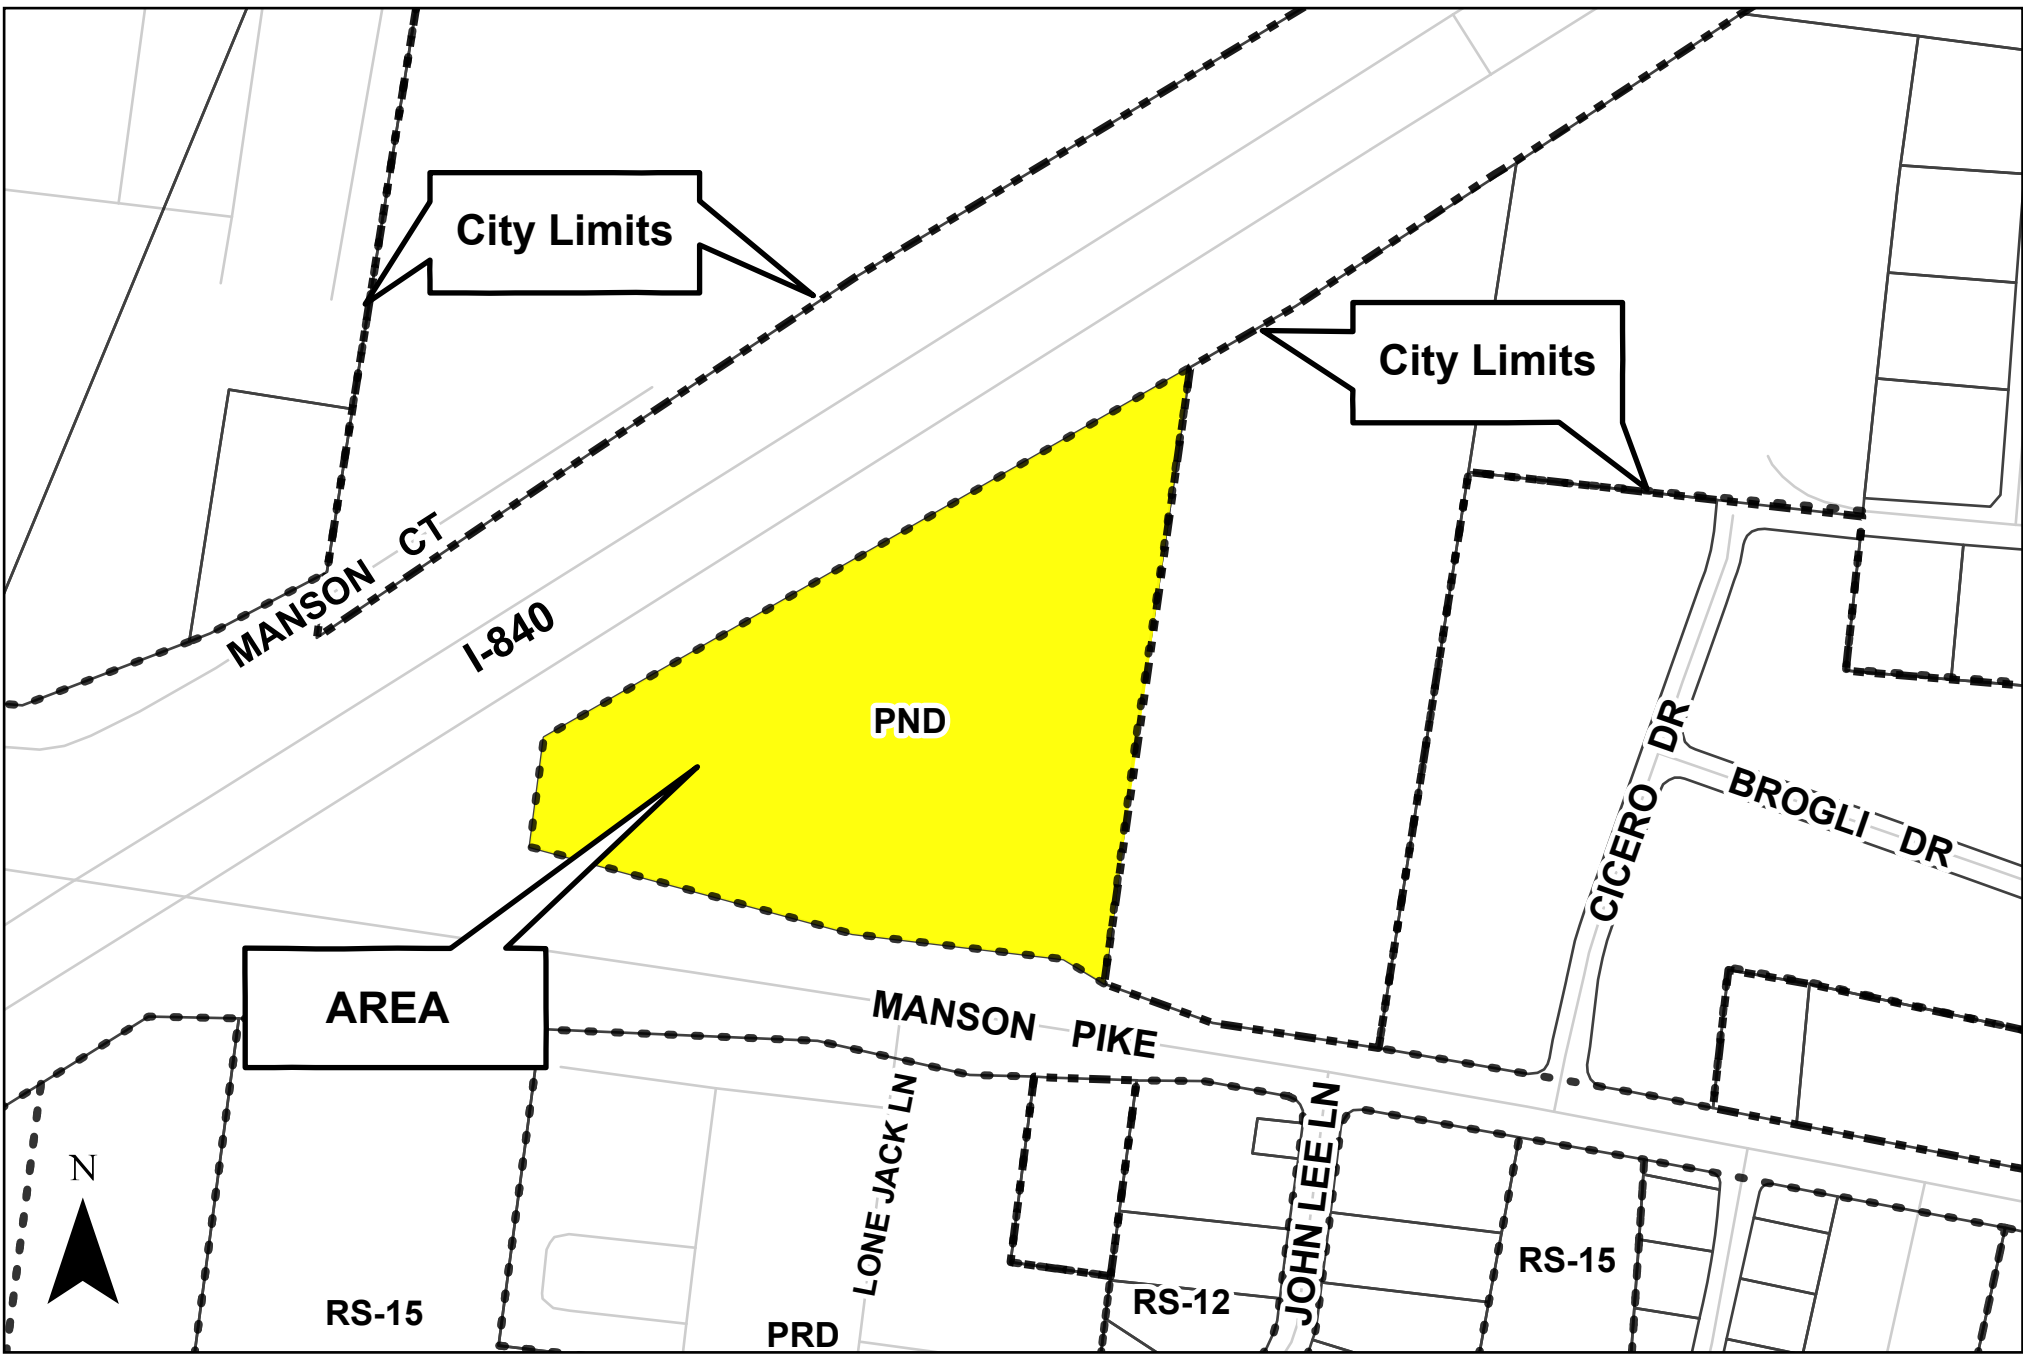 City Limits
City Limits
MANSON CT
I-840
PND
CICERO DR
BROGLI DR
AREA
MANSON PIKE
LONE JACK LN
JOHN LEE LN
N
RS-15
PRD
RS-12
RS-15